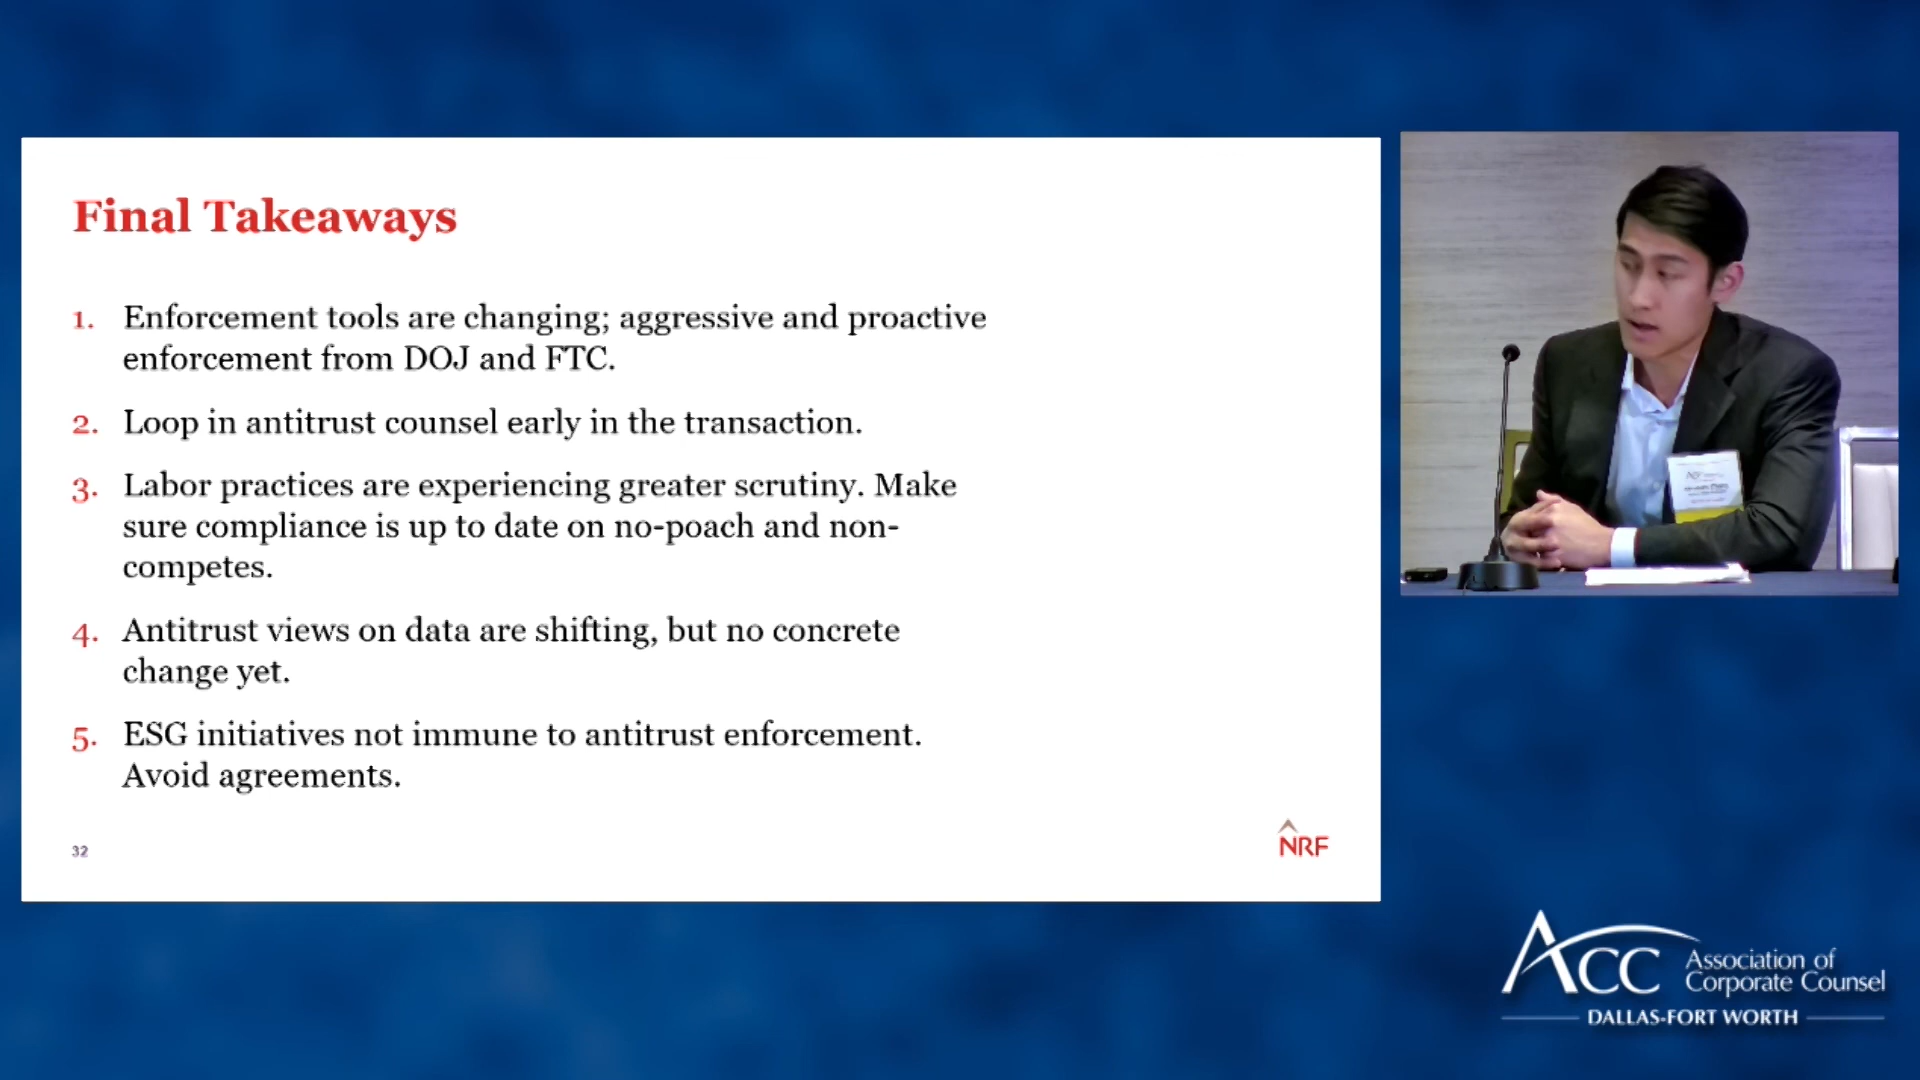 Final Takeaways
1. Enforcement tools are changing; aggressive and proactive
enforcement from DOJ and FTC.
2. Loop in antitrust counsel early in the transaction.
3. Labor practices are experiencing greater scrutiny. Make
sure compliance is up to date on no-poach and non-
competes.
4. Antitrust views on data are shifting, but no concrete
change yet.
5. ESG initiatives not immune to antitrust enforcement.
Avoid agreements.
32
NRF
ACC
ACC Association of
Corporate Counsel
DALLAS-FORT WORTH